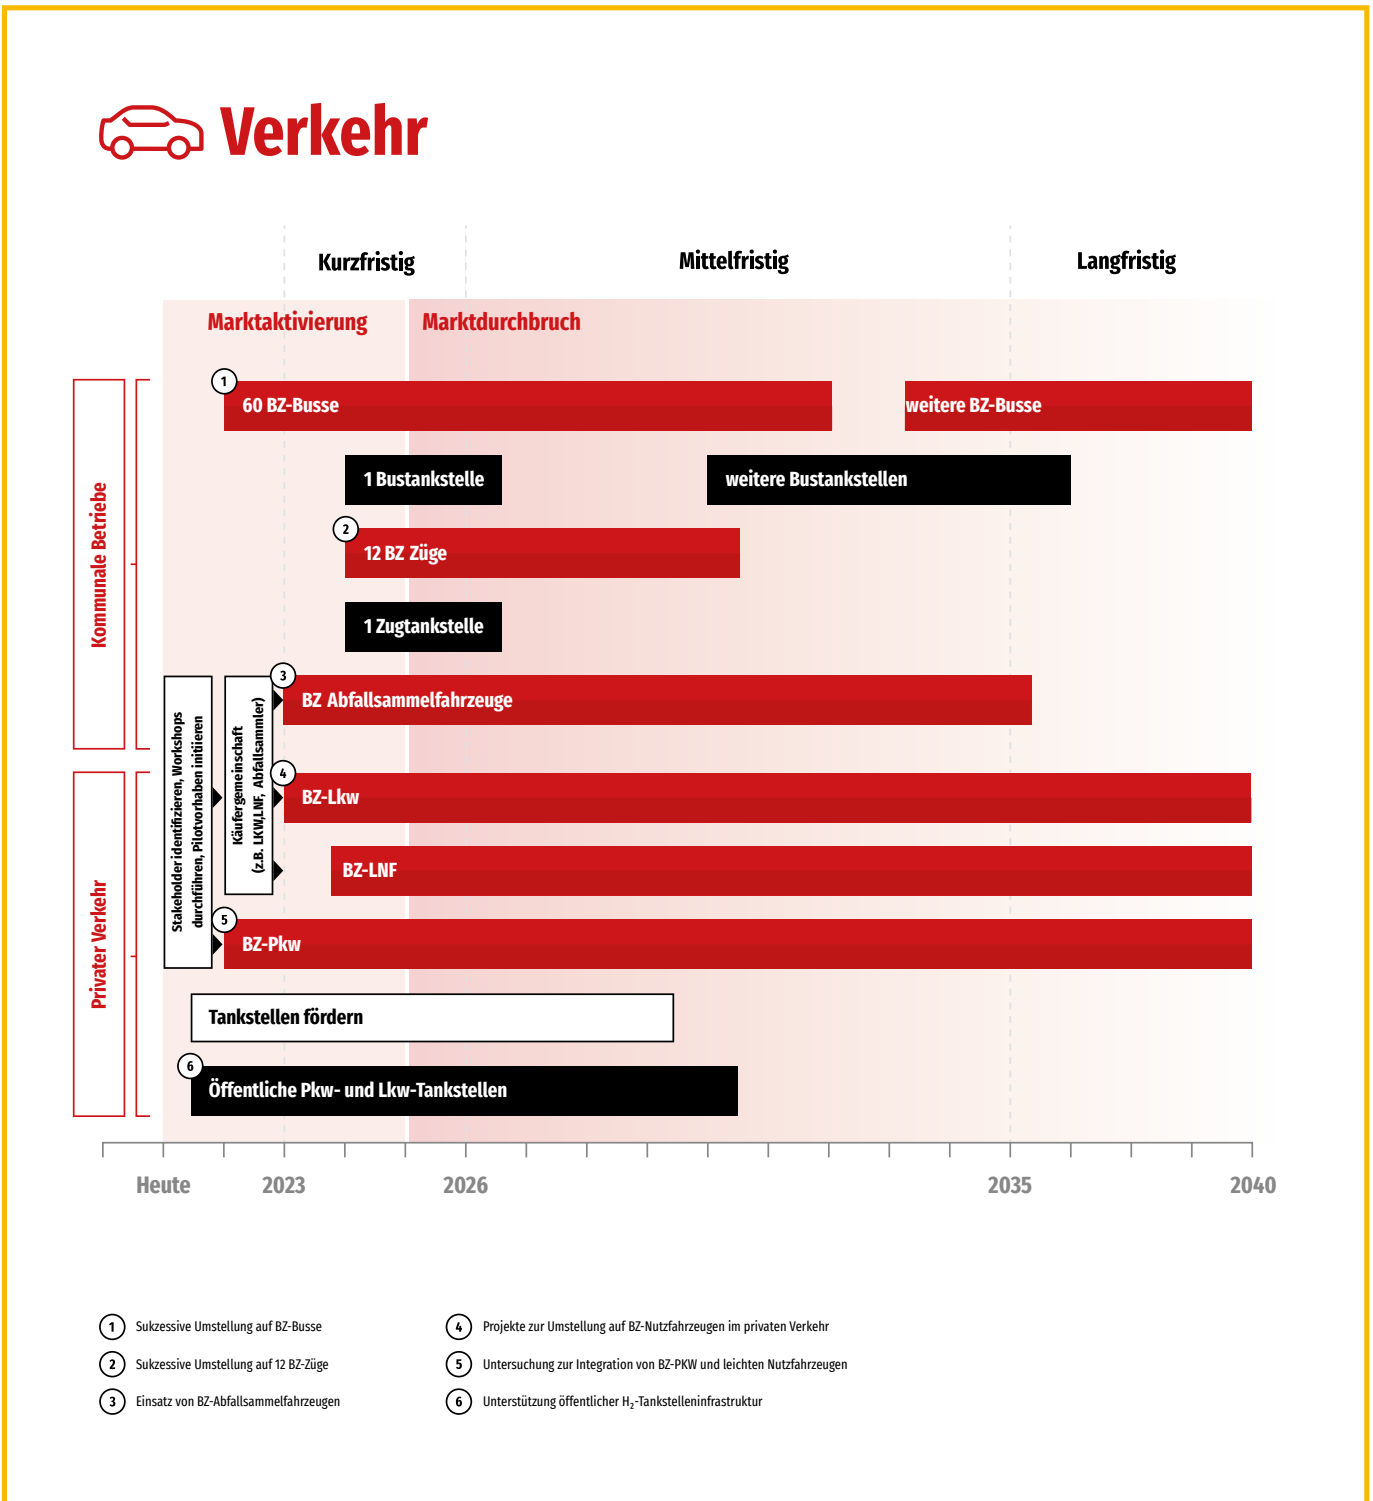 Verkehr
Kurzfristig
Mittelfristig
Langfristig
Marktaktivierung
Marktdurchbruch
Kommunale Betriebe
1
60 BZ-Busse
weitere BZ-Busse
1 Bustankstelle
weitere Bustankstellen
2
12 BZ Züge
1 Zugtankstelle
3
BZ Abfallsammelfahrzeuge
Stakeholder identifizieren, Workshops
durchführen, Pilotvorhaben initiieren
Käufergemeinschaft
(z.B. LKW,LNF, Abfallsammler)
Privater Verkehr
4
BZ-Lkw
BZ-LNF
5
BZ-Pkw
Tankstellen fördern
6
Öffentliche Pkw- und Lkw-Tankstellen
Heute
2023
2026
2035
2040
1 Sukzessive Umstellung auf BZ-Busse
2 Sukzessive Umstellung auf 12 BZ-Züge
3 Einsatz von BZ-Abfallsammelfahrzeugen
4 Projekte zur Umstellung auf BZ-Nutzfahrzeugen im privaten Verkehr
5 Untersuchung zur Integration von BZ-PKW und leichten Nutzfahrzeugen
6 Unterstützung öffentlicher H₂-Tankstelleninfrastruktur